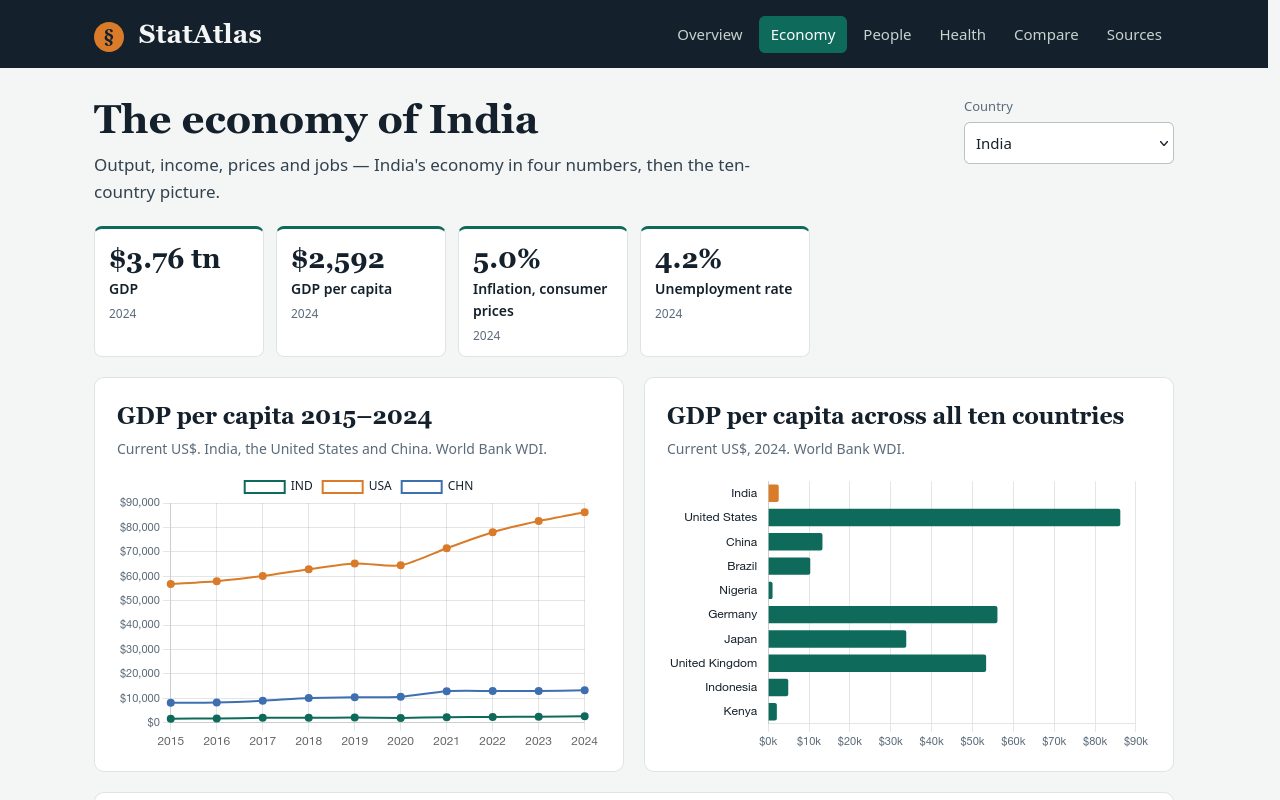 § StatAtlas
Overview Economy People Health Compare Sources
The economy of India
Output, income, prices and jobs — India's economy in four numbers, then the ten-
country picture.
Country
India
$3.76 tn
GDP
2024
$2,592
GDP per capita
2024
5.0%
Inflation, consumer
prices
2024
4.2%
Unemployment rate
2024
GDP per capita 2015–2024
Current US$. India, the United States and China. World Bank WDI.
IND USA CHN
$90,000
$80,000
$70,000
$60,000
$50,000
$40,000
$30,000
$20,000
$10,000
$0
2015 2016 2017 2018 2019 2020 2021 2022 2023 2024
GDP per capita across all ten countries
Current US$, 2024. World Bank WDI.
India
United States
China
Brazil
Nigeria
Germany
Japan
United Kingdom
Indonesia
Kenya
$0k $10k $20k $30k $40k $50k $60k $70k $80k $90k